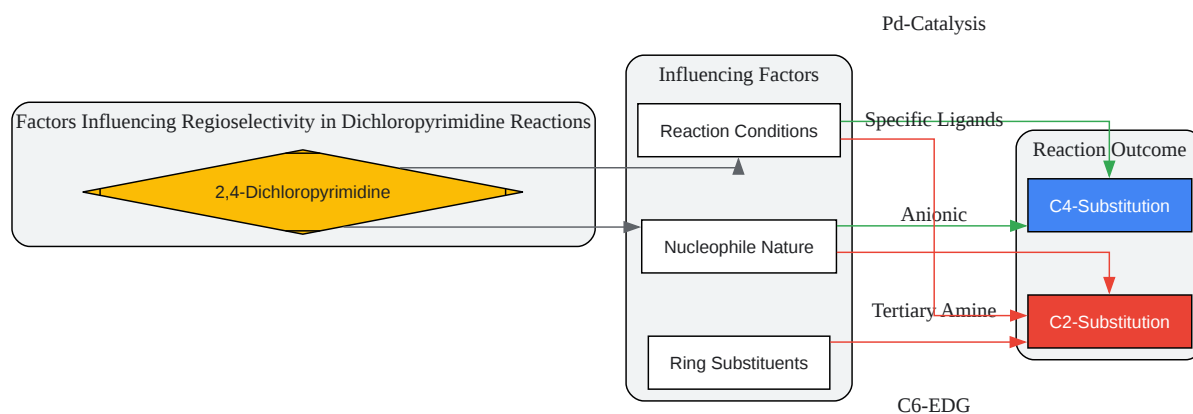 Pd-Catalysis
Influencing Factors
Factors Influencing Regioselectivity in Dichloropyrimidine Reactions
Reaction Conditions
Specific Ligands
Reaction Outcome
2,4-Dichloropyrimidine
C4-Substitution
Anionic
Nucleophile Nature
Tertiary Amine
C2-Substitution
Ring Substituents
C6-EDG